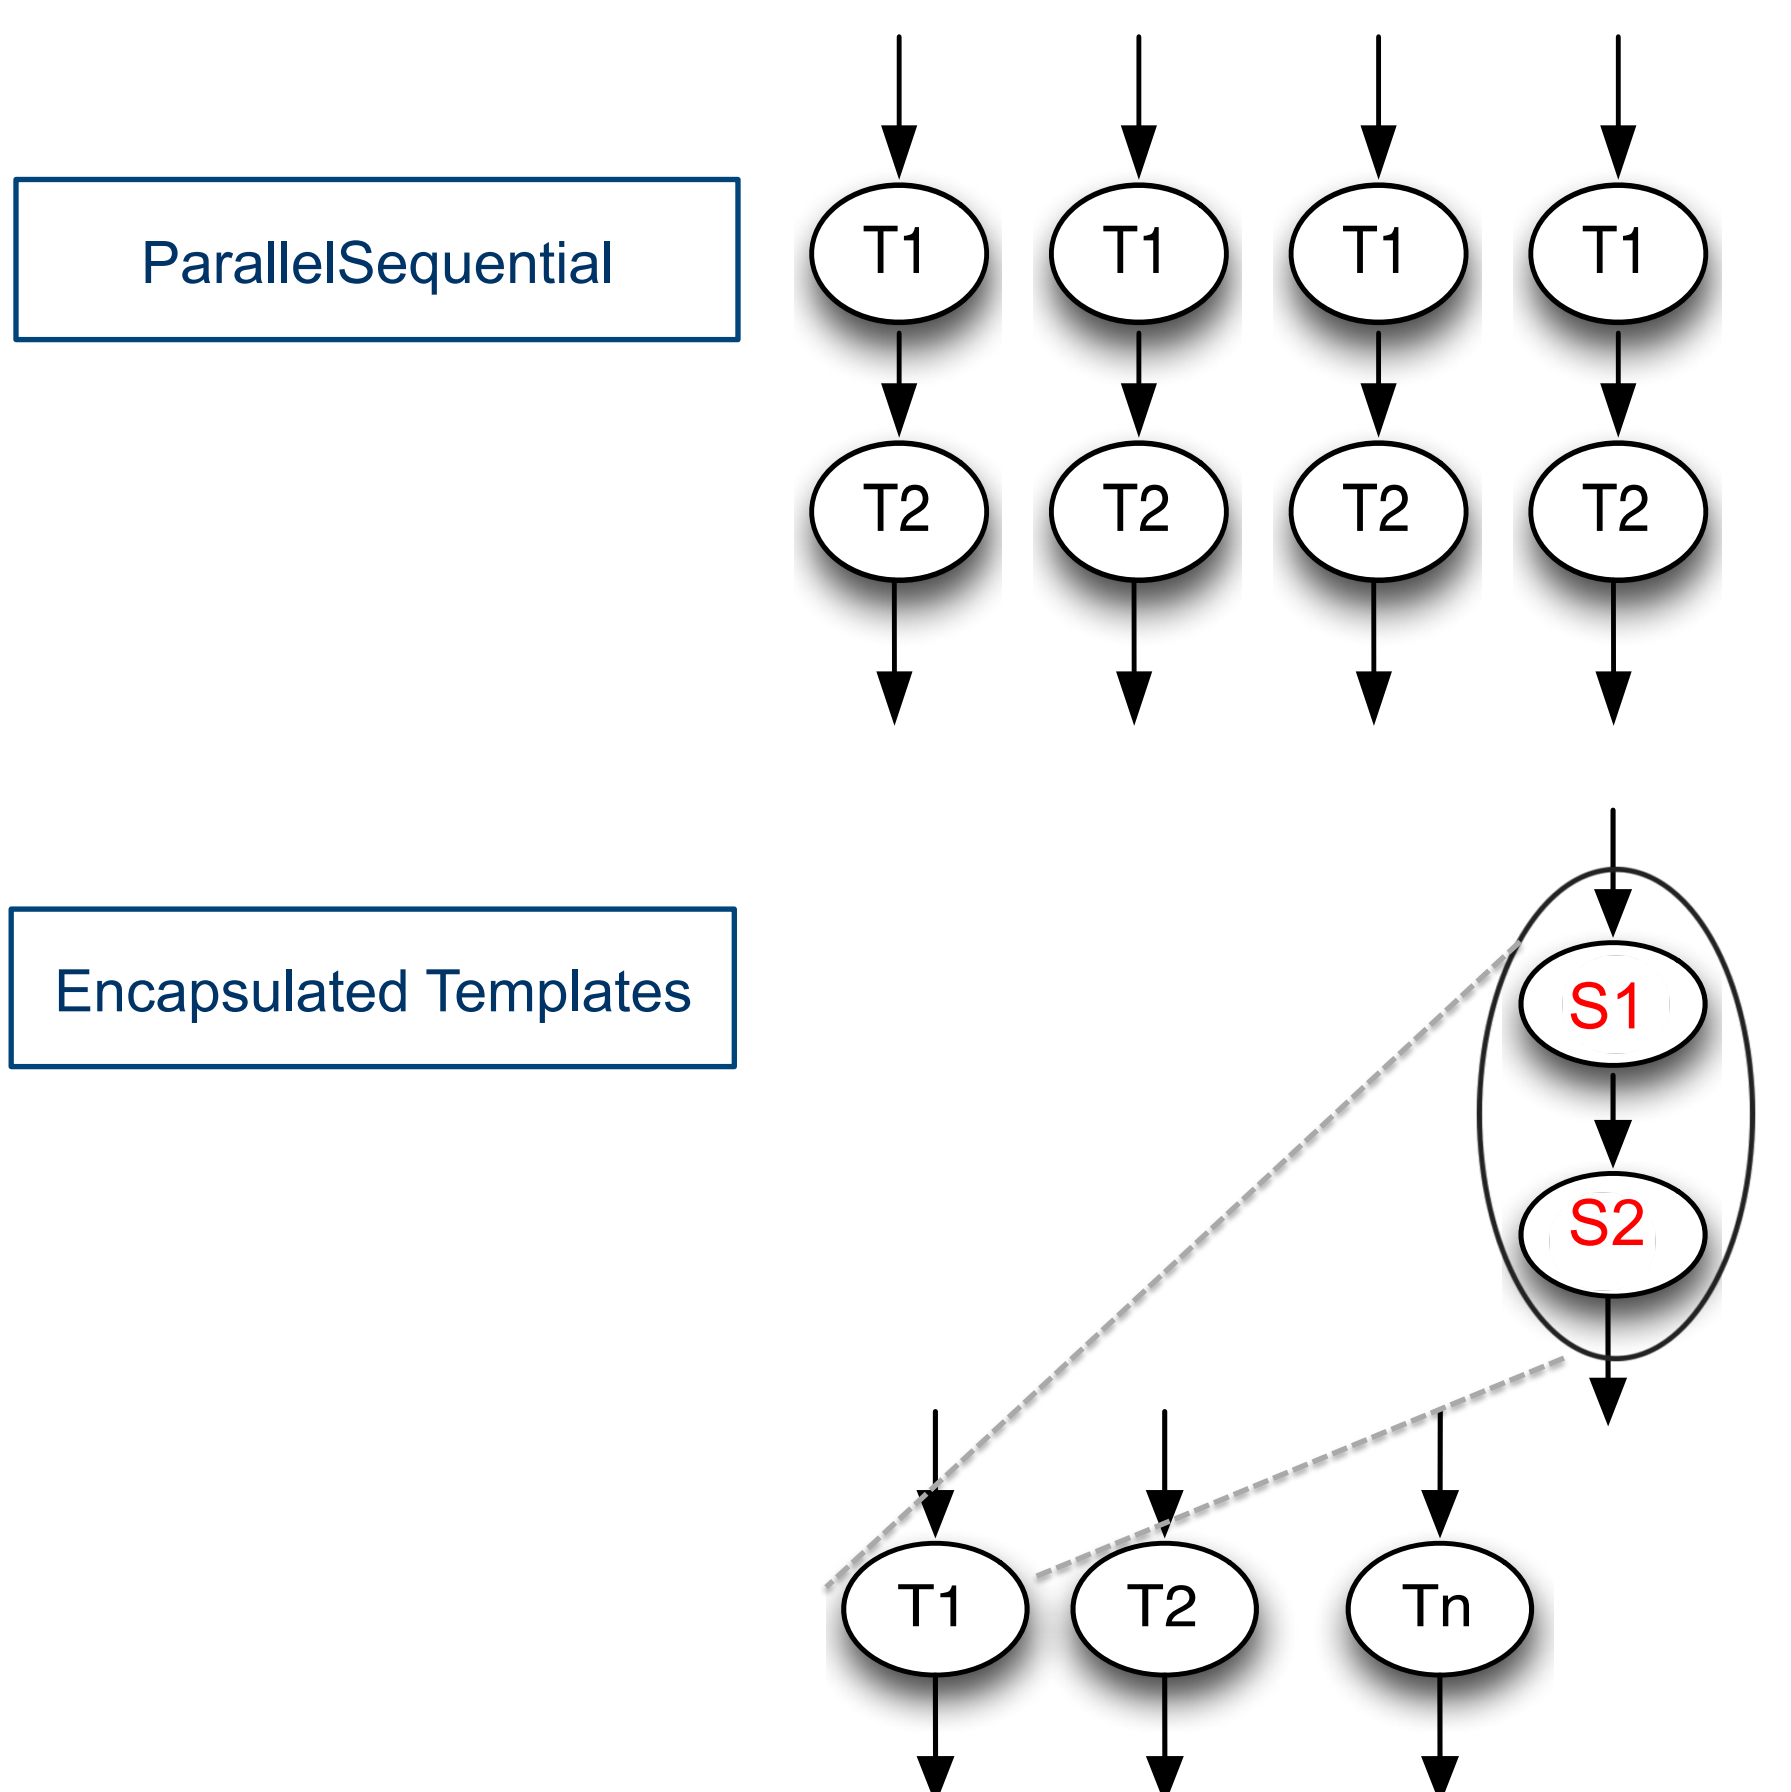 ParallelSequential
T1 T1 T1 T1
T2 T2 T2 T2
Encapsulated Templates
S1
S2
T1 T2 Tn